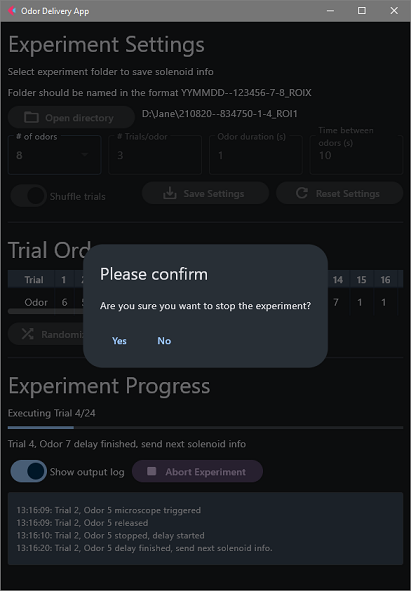 Odor Delivery App
Experiment Settings
Select experiment folder to save solenoid info
Folder should be named in the format YYMMDD--123456-7-8_ROIX
Open directory D:\Jane\210820--834750-1-4_ROI1
# of odors # Trials/odor Odor duration (s) Time between odors (s)
8 3 1 10
Shuffle trials Save Settings Reset Settings
Trial Ord
Trial 1 2 14 15 16
Odor 6 5 7 1 1
Randomi
Please confirm
Are you sure you want to stop the experiment?
Yes No
Experiment Progress
Executing Trial 4/24
Trial 4, Odor 7 delay finished, send next solenoid info
Show output log Abort Experiment
13:16:09: Trial 2, Odor 5 microscope triggered
13:16:09: Trial 2, Odor 5 released
13:16:10: Trial 2, Odor 5 stopped, delay started
13:16:20: Trial 2, Odor 5 delay finished, send next solenoid info.